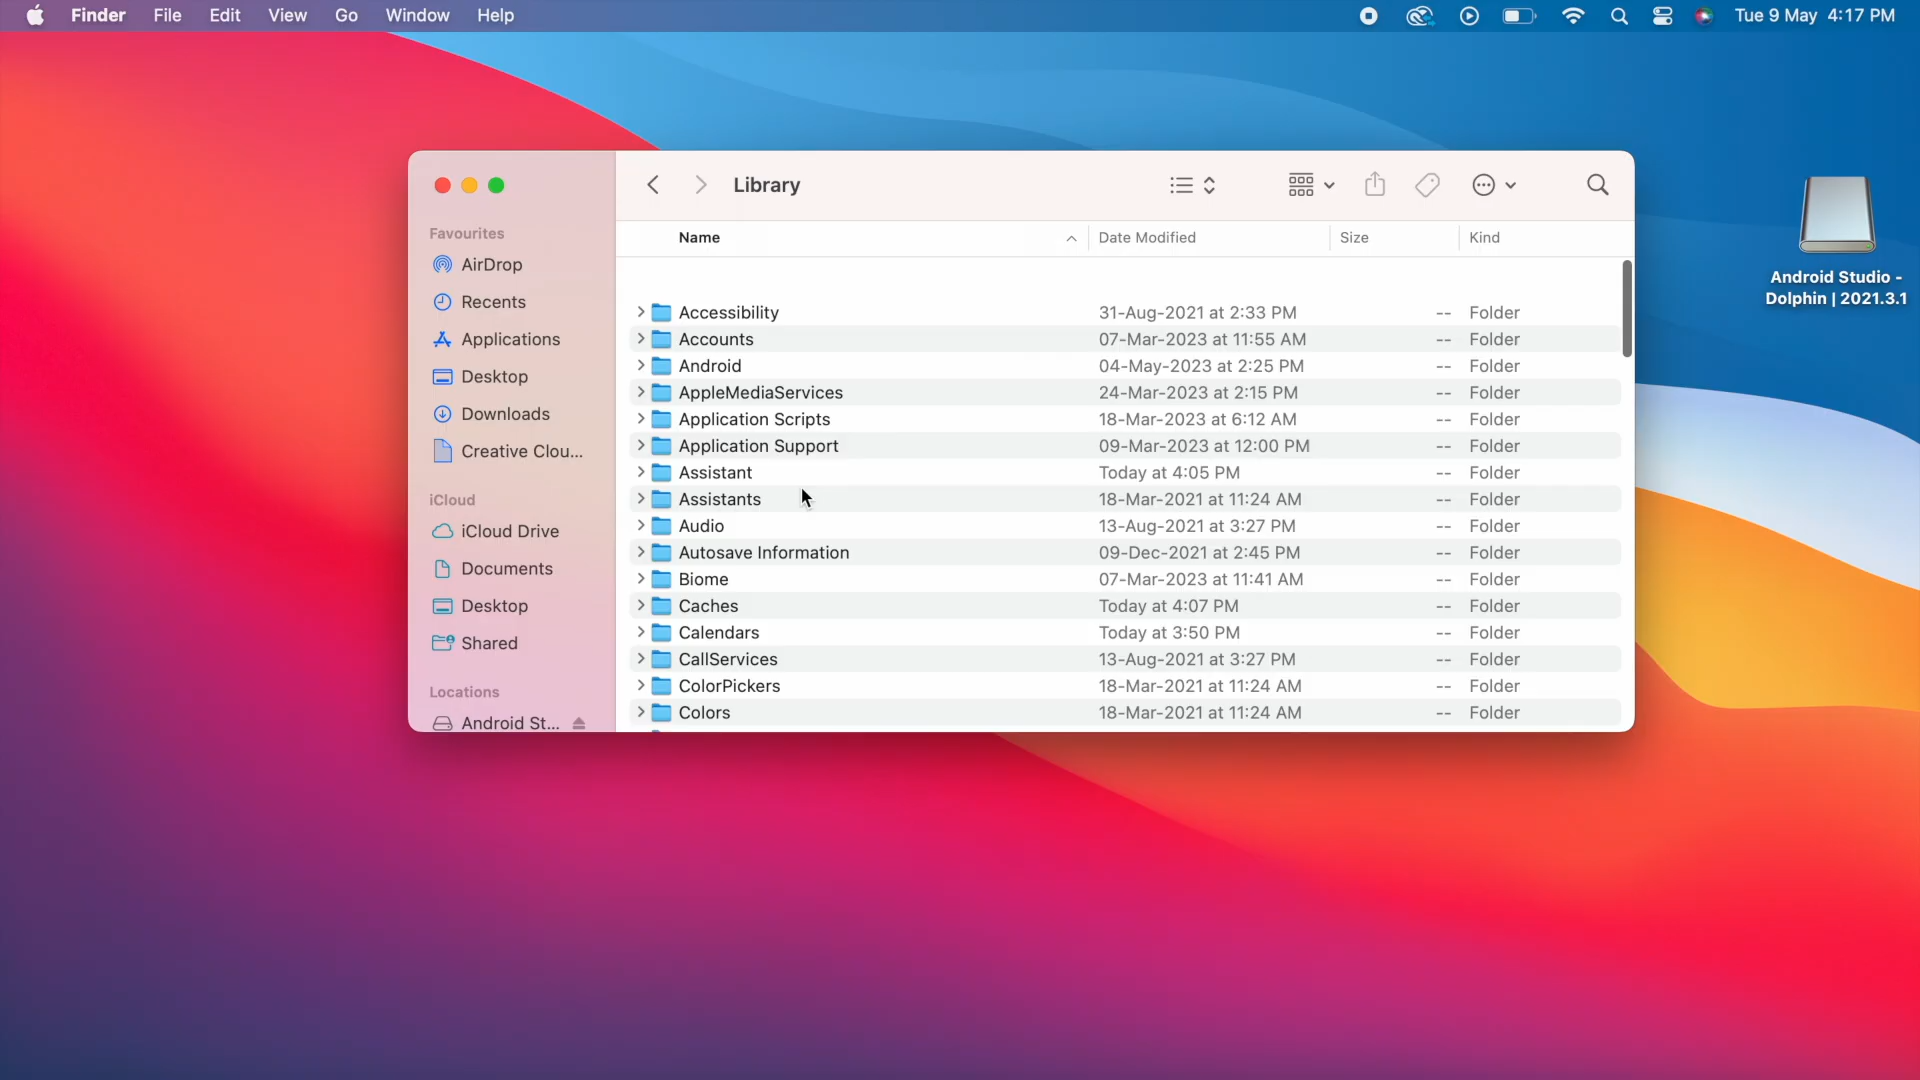 Finder File Edit View Go Window Help Tue 9 May 4:17 PM
Library
Name Date Modified Size Kind
Favourites
AirDrop
Recents
Applications
Desktop
Downloads
Creative Clou...
iCloud
iCloud Drive
Documents
Desktop
Shared
Locations
Android St...
Accessibility 31-Aug-2021 at 2:33 PM -- Folder
Accounts 07-Mar-2023 at 11:55 AM -- Folder
Android 04-May-2023 at 2:25 PM -- Folder
AppleMediaServices 24-Mar-2023 at 2:15 PM -- Folder
Application Scripts 18-Mar-2023 at 6:12 AM -- Folder
Application Support 09-Mar-2023 at 12:00 PM -- Folder
Assistant Today at 4:05 PM -- Folder
Assistants 18-Mar-2021 at 11:24 AM -- Folder
Audio 13-Aug-2021 at 3:27 PM -- Folder
Autosave Information 09-Dec-2021 at 2:45 PM -- Folder
Biome 07-Mar-2023 at 11:41 AM -- Folder
Caches Today at 4:07 PM -- Folder
Calendars Today at 3:50 PM -- Folder
CallServices 13-Aug-2021 at 3:27 PM -- Folder
ColorPickers 18-Mar-2021 at 11:24 AM -- Folder
Colors 18-Mar-2021 at 11:24 AM -- Folder
Android Studio -
Dolphin | 2021.3.1